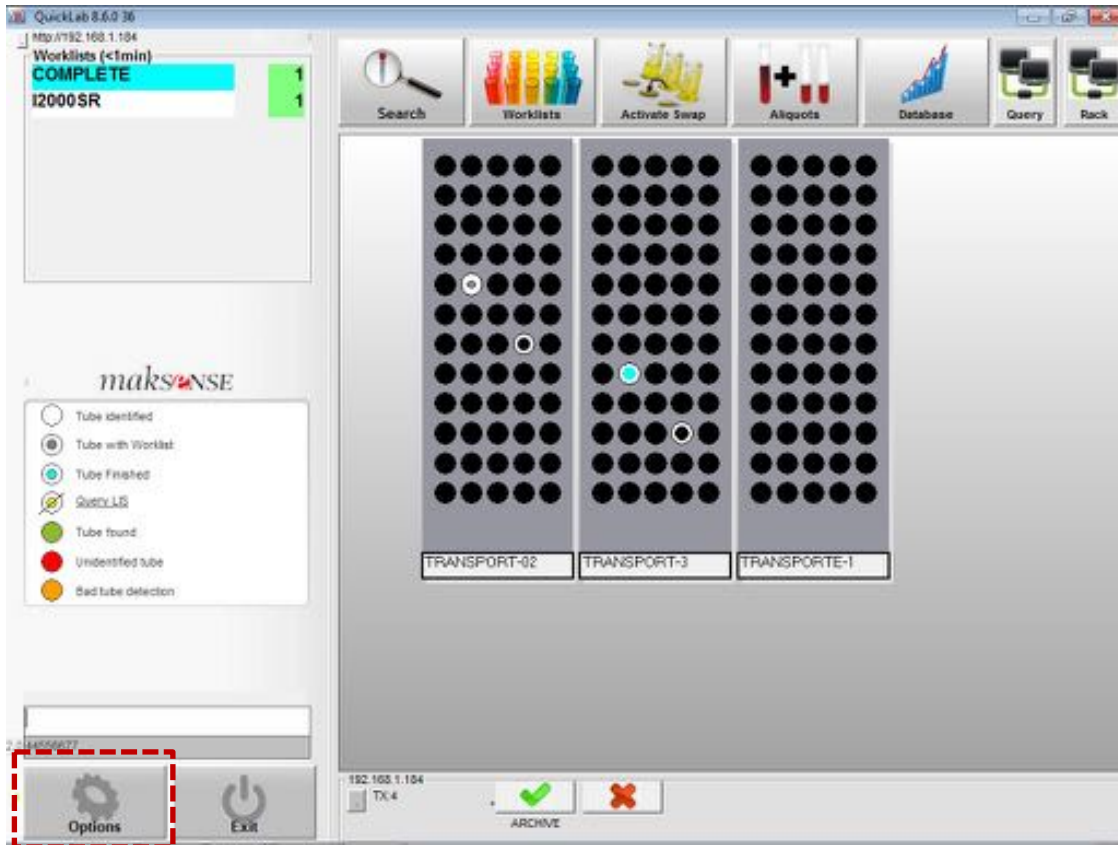 QuickLab 8.6.0 36
http://192.168.1.184
Worklists (<1min)
COMPLETE 1
I2000SR 1
Search
Worklists
Activate Swap
Aliquots
Database
Query
Rack
maksense
Tube identified
Tube with Worklist
Tube Finished
Query LIS
Tube found
Unidentified tube
Bad tube detection
TRANSPORT-02
TRANSPORT-3
TRANSPORTE-1
Options
Exit
192.168.1.184
TX:4
ARCHIVE